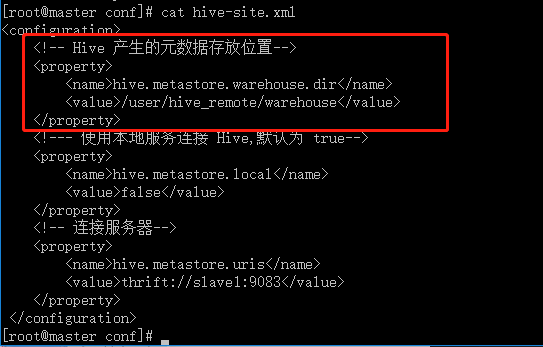 [root@master conf]# cat hive-site.xml
<configuration>
<!-- Hive 产生的元数据存放位置-->
<property>
<name>hive.metastore.warehouse.dir</name>
<value>/user/hive_remote/warehouse</value>
</property>
<!--- 使用本地服务连接 Hive,默认为 true-->
<property>
<name>hive.metastore.local</name>
<value>false</value>
</property>
<!-- 连接服务器-->
<property>
<name>hive.metastore.uris</name>
<value>thrift://slave1:9083</value>
</property>
</configuration>
[root@master conf]#